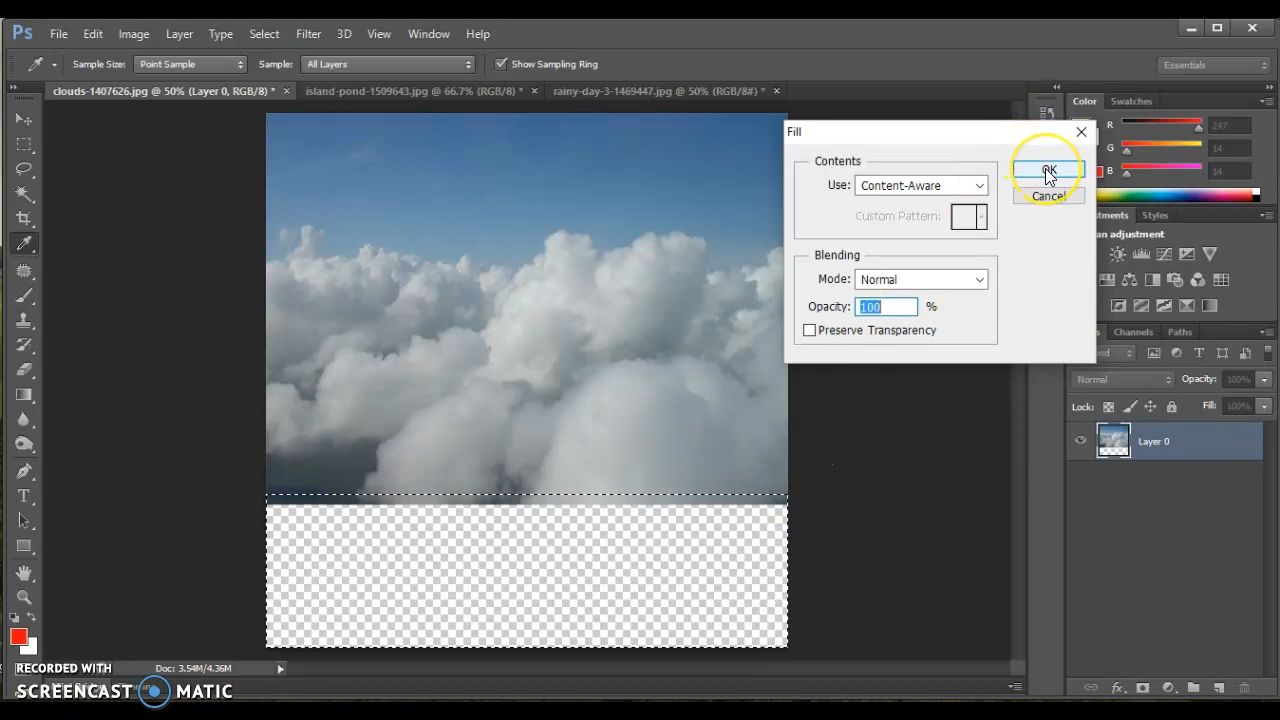 Ps File Edit Image Layer Type Select Filter 3D View Window Help
Sample Size: Point Sample Sample: All Layers Show Sampling Ring Essentials
clouds-1407626.jpg @ 50% (Layer 0, RGB/8) * × island-pond-1509643.jpg @ 66.7% (RGB/8) * × rainy-day-3-1469447.jpg @ 50% (RGB/8#) * ×
Color Swatches
R 247
G 14
B 14
Fill
Contents
Use: Content-Aware
Custom Pattern:
OK
Cancel
Blending
Mode: Normal
Opacity: 100 %
Preserve Transparency
Styles
an adjustment
Channels Paths
Normal Opacity: 100%
Lock: Fill: 100%
Layer 0
T
fx
Doc: 3.54M/4.36M
RECORDED WITH
SCREENCAST MATIC